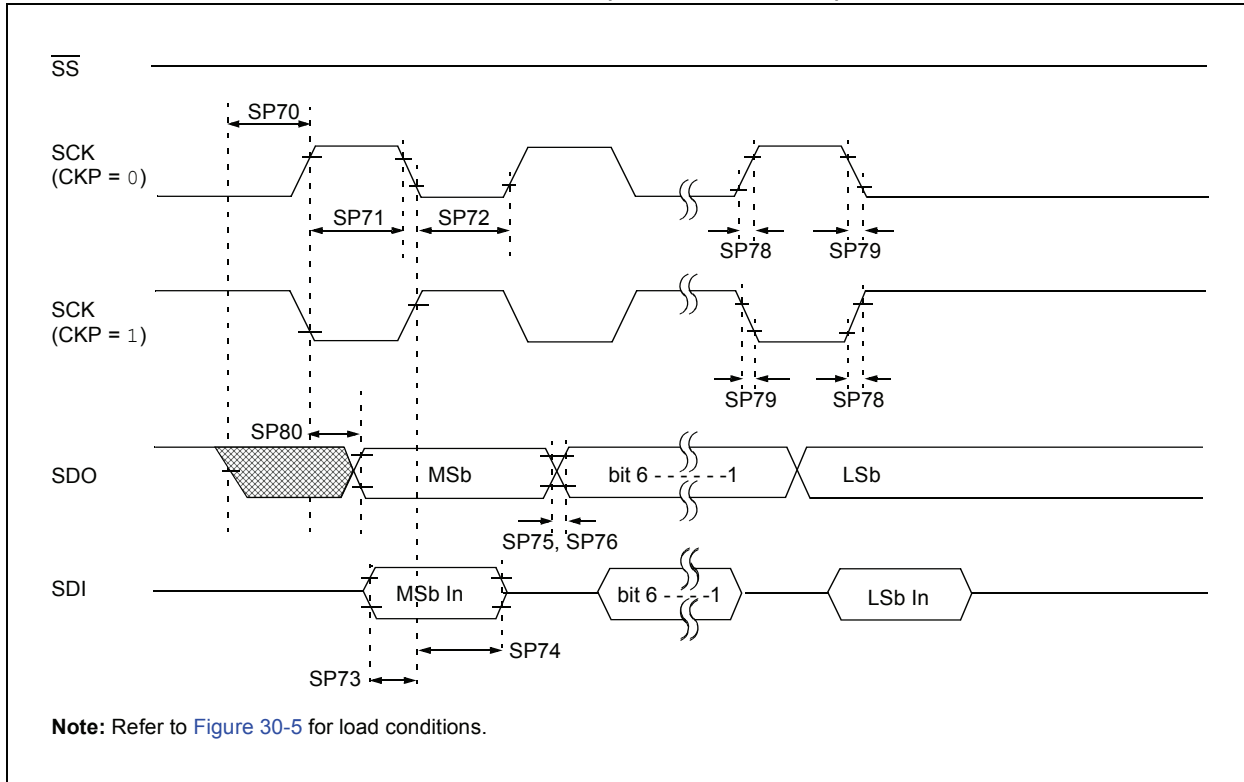 SS
SP70
SCK
(CKP = 0)
SP71
SP72
SP78
SP79
SCK
(CKP = 1)
SP79
SP78
SP80
SDO
MSb
bit 6 - - - - - -1
LSb
SP75, SP76
SDI
MSb In
bit 6 - - - -1
LSb In
SP74
SP73
Note: Refer to Figure 30-5 for load conditions.